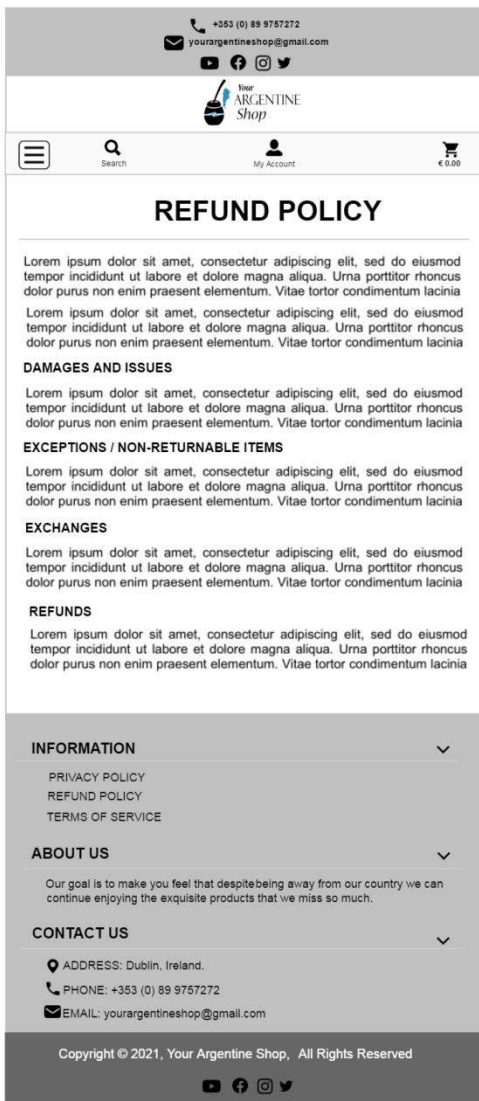 +353 (0) 89 9757272
yourargentineshop@gmail.com
Your
ARGENTINE
Shop
Search
My Account
€ 0.00
REFUND POLICY
Lorem ipsum dolor sit amet, consectetur adipiscing elit, sed do eiusmod
tempor incididunt ut labore et dolore magna aliqua. Urna porttitor rhoncus
dolor purus non enim praesent elementum. Vitae tortor condimentum lacinia
Lorem ipsum dolor sit amet, consectetur adipiscing elit, sed do eiusmod
tempor incididunt ut labore et dolore magna aliqua. Urna porttitor rhoncus
dolor purus non enim praesent elementum. Vitae tortor condimentum lacinia
DAMAGES AND ISSUES
Lorem ipsum dolor sit amet, consectetur adipiscing elit, sed do eiusmod
tempor incididunt ut labore et dolore magna aliqua. Urna porttitor rhoncus
dolor purus non enim praesent elementum. Vitae tortor condimentum lacinia
EXCEPTIONS / NON-RETURNABLE ITEMS
Lorem ipsum dolor sit amet, consectetur adipiscing elit, sed do eiusmod
tempor incididunt ut labore et dolore magna aliqua. Urna porttitor rhoncus
dolor purus non enim praesent elementum. Vitae tortor condimentum lacinia
EXCHANGES
Lorem ipsum dolor sit amet, consectetur adipiscing elit, sed do eiusmod
tempor incididunt ut labore et dolore magna aliqua. Urna porttitor rhoncus
dolor purus non enim praesent elementum. Vitae tortor condimentum lacinia
REFUNDS
Lorem ipsum dolor sit amet, consectetur adipiscing elit, sed do eiusmod
tempor incididunt ut labore et dolore magna aliqua. Urna porttitor rhoncus
dolor purus non enim praesent elementum. Vitae tortor condimentum lacinia
INFORMATION
PRIVACY POLICY
REFUND POLICY
TERMS OF SERVICE
ABOUT US
Our goal is to make you feel that despitebeing away from our country we can
continue enjoying the exquisite products that we miss so much.
CONTACT US
ADDRESS: Dublin, Ireland.
PHONE: +353 (0) 89 9757272
EMAIL: yourargentineshop@gmail.com
Copyright © 2021, Your Argentine Shop, All Rights Reserved